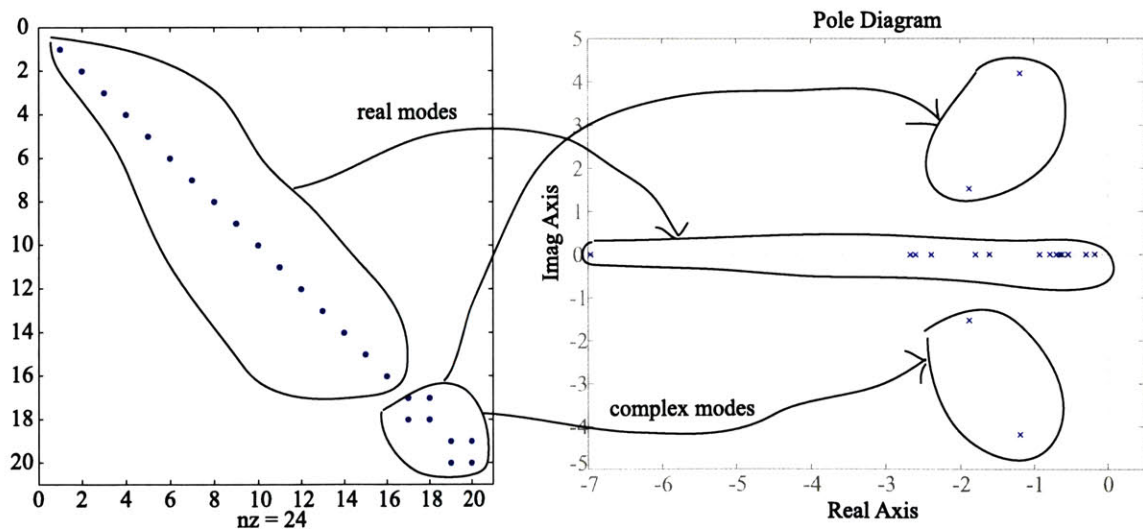 0
2
4
6
8
10
12
14
16
18
20
0 2 4 6 8 10 12 14 16 18 20
nz = 24
real modes
complex modes
Pole Diagram
5
4
3
2
1
0
-1
-2
-3
-4
-5
Imag Axis
-7 -6 -5 -4 -3 -2 -1 0
Real Axis